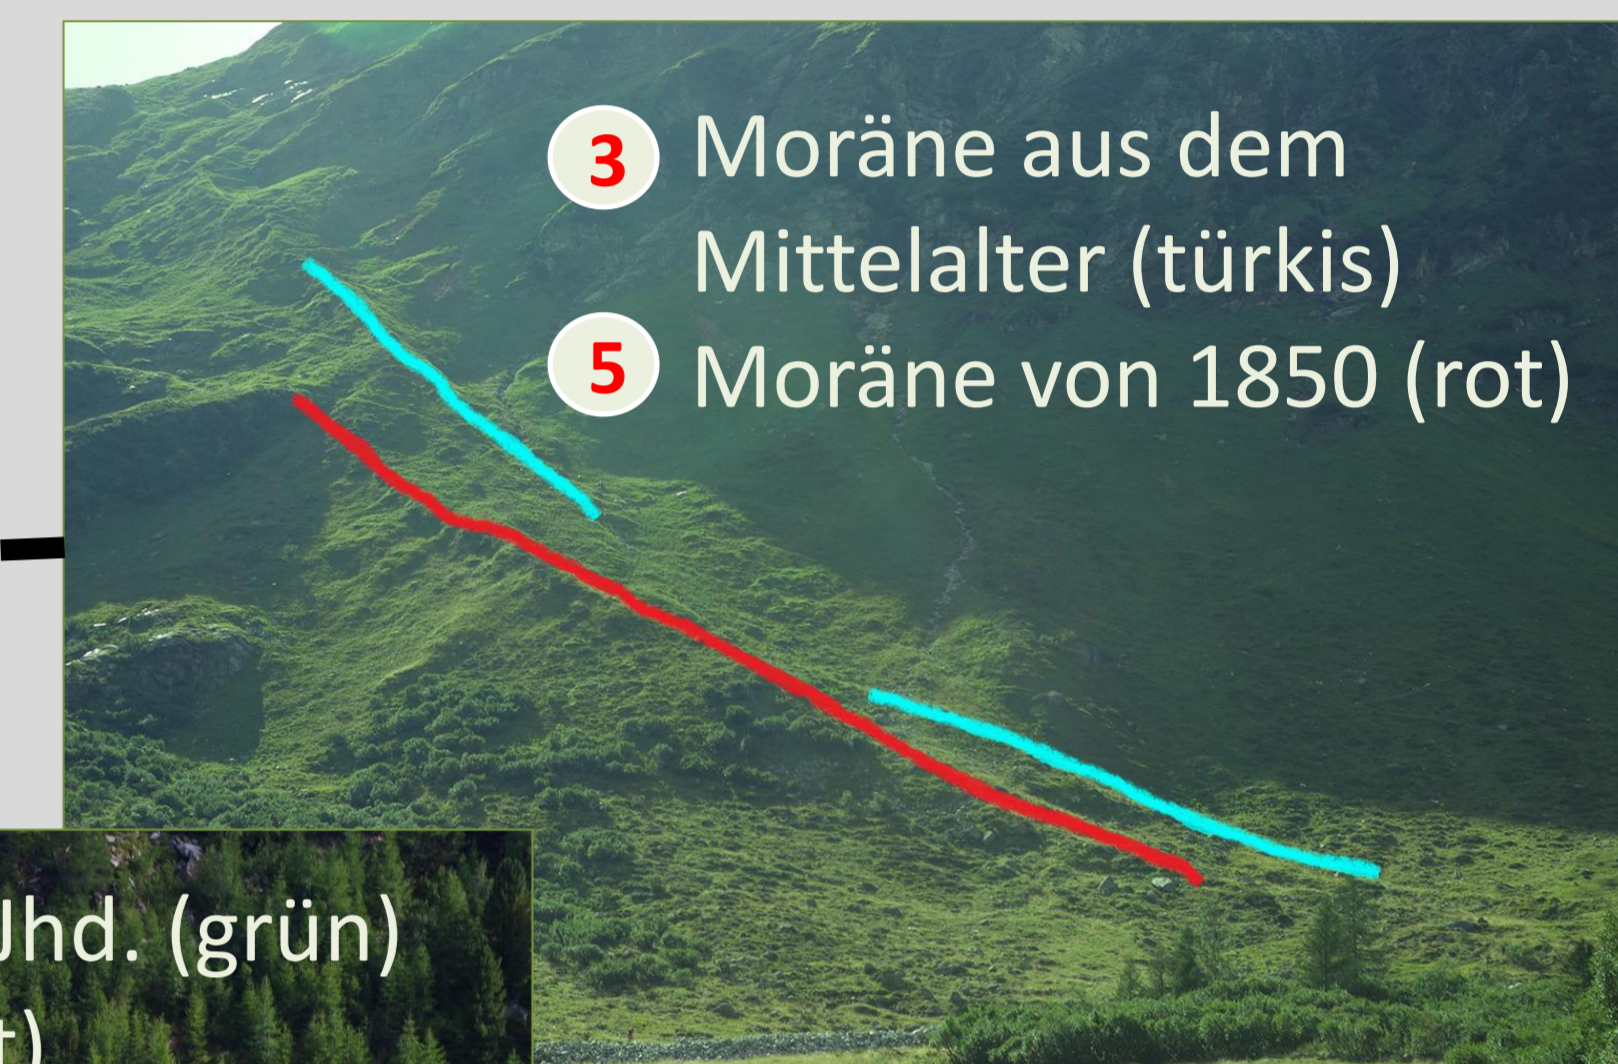 3 Moräne aus dem
Mittelalter (türkis)
5 Moräne von 1850 (rot)
Jhd. (grün)